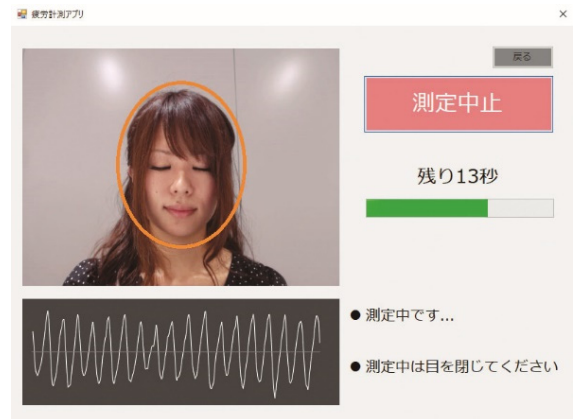 疲労計測アプリ
戻る
測定中止
残り13秒
● 測定中です...
● 測定中は目を閉じてください